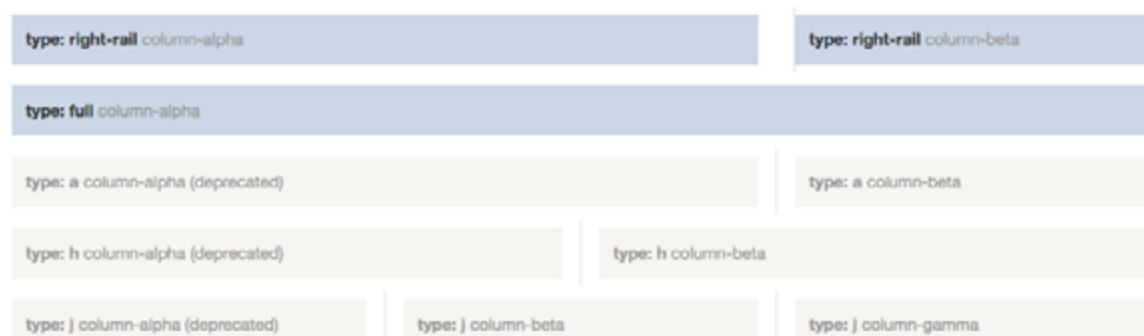 type: right-rail column-alpha type: right-rail column-beta
type: full column-alpha
type: a column-alpha (deprecated) type: a column-beta
type: h column-alpha (deprecated) type: h column-beta
type: j column-alpha (deprecated) type: j column-beta type: j column-gamma